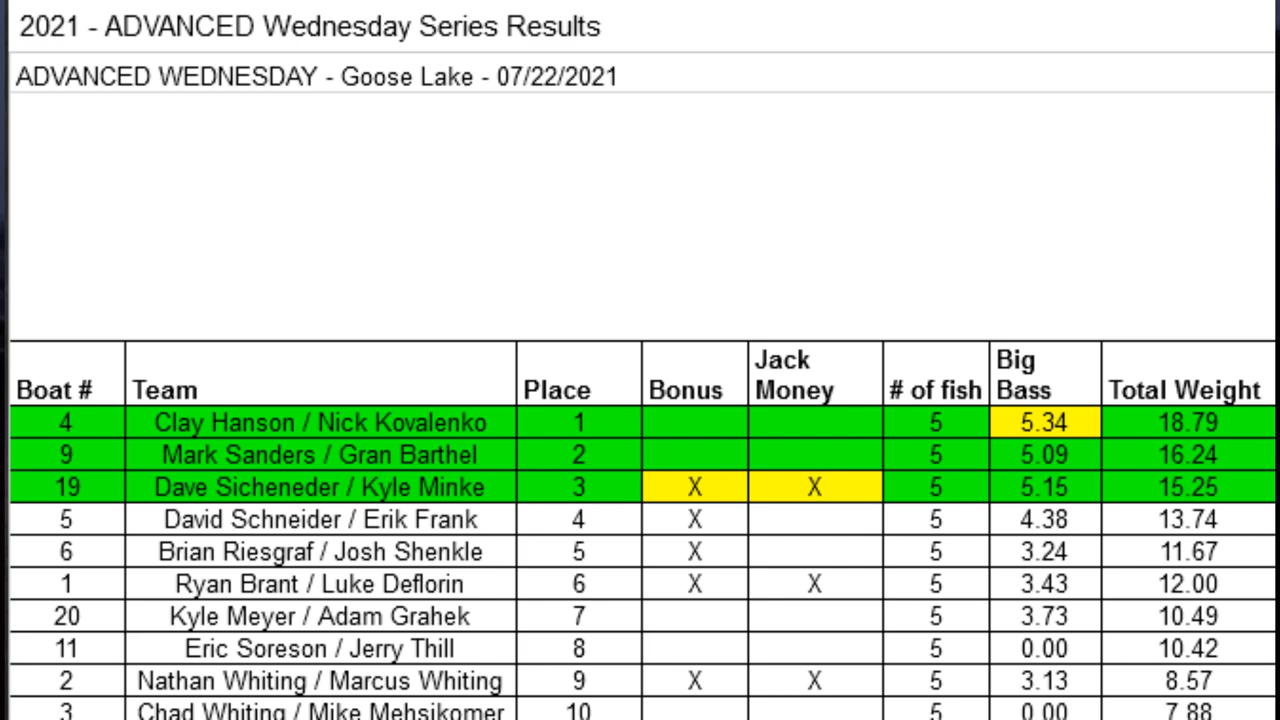 2021 - ADVANCED Wednesday Series Results
ADVANCED WEDNESDAY - Goose Lake - 07/22/2021
Boat # Team Place Bonus Jack Money # of fish Big Bass Total Weight
4 Clay Hanson / Nick Kovalenko 1 5 5.34 18.79
9 Mark Sanders / Gran Barthel 2 5 5.09 16.24
19 Dave Sicheneder / Kyle Minke 3 X X 5 5.15 15.25
5 David Schneider / Erik Frank 4 X 5 4.38 13.74
6 Brian Riesgraf / Josh Shenkle 5 X 5 3.24 11.67
1 Ryan Brant / Luke Deflorin 6 X X 5 3.43 12.00
20 Kyle Meyer / Adam Grahek 7 5 3.73 10.49
11 Eric Soreson / Jerry Thill 8 5 0.00 10.42
2 Nathan Whiting / Marcus Whiting 9 X X 5 3.13 8.57
3 Chad Whiting / Mike Mehsikomer 10 5 0.00 7.88